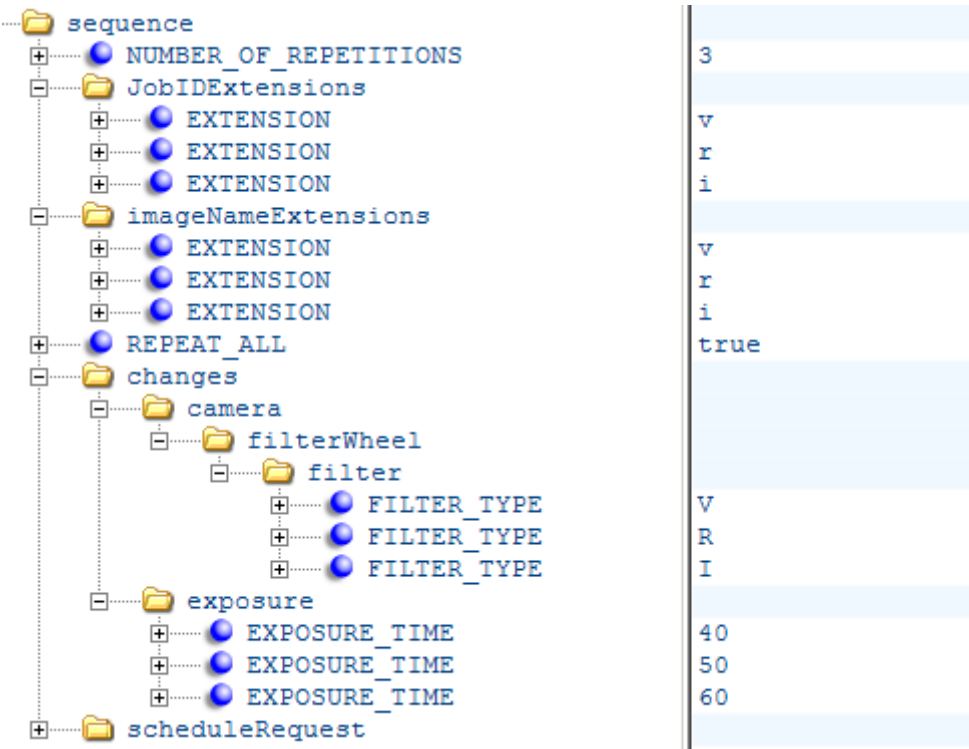 sequence
NUMBER_OF_REPETITIONS 3
JobIDExtensions
EXTENSION v
EXTENSION r
EXTENSION i
imageNameExtensions
EXTENSION v
EXTENSION r
EXTENSION i
REPEAT_ALL true
changes
camera
filterWheel
filter
FILTER_TYPE V
FILTER_TYPE R
FILTER_TYPE I
exposure
EXPOSURE_TIME 40
EXPOSURE_TIME 50
EXPOSURE_TIME 60
scheduleRequest